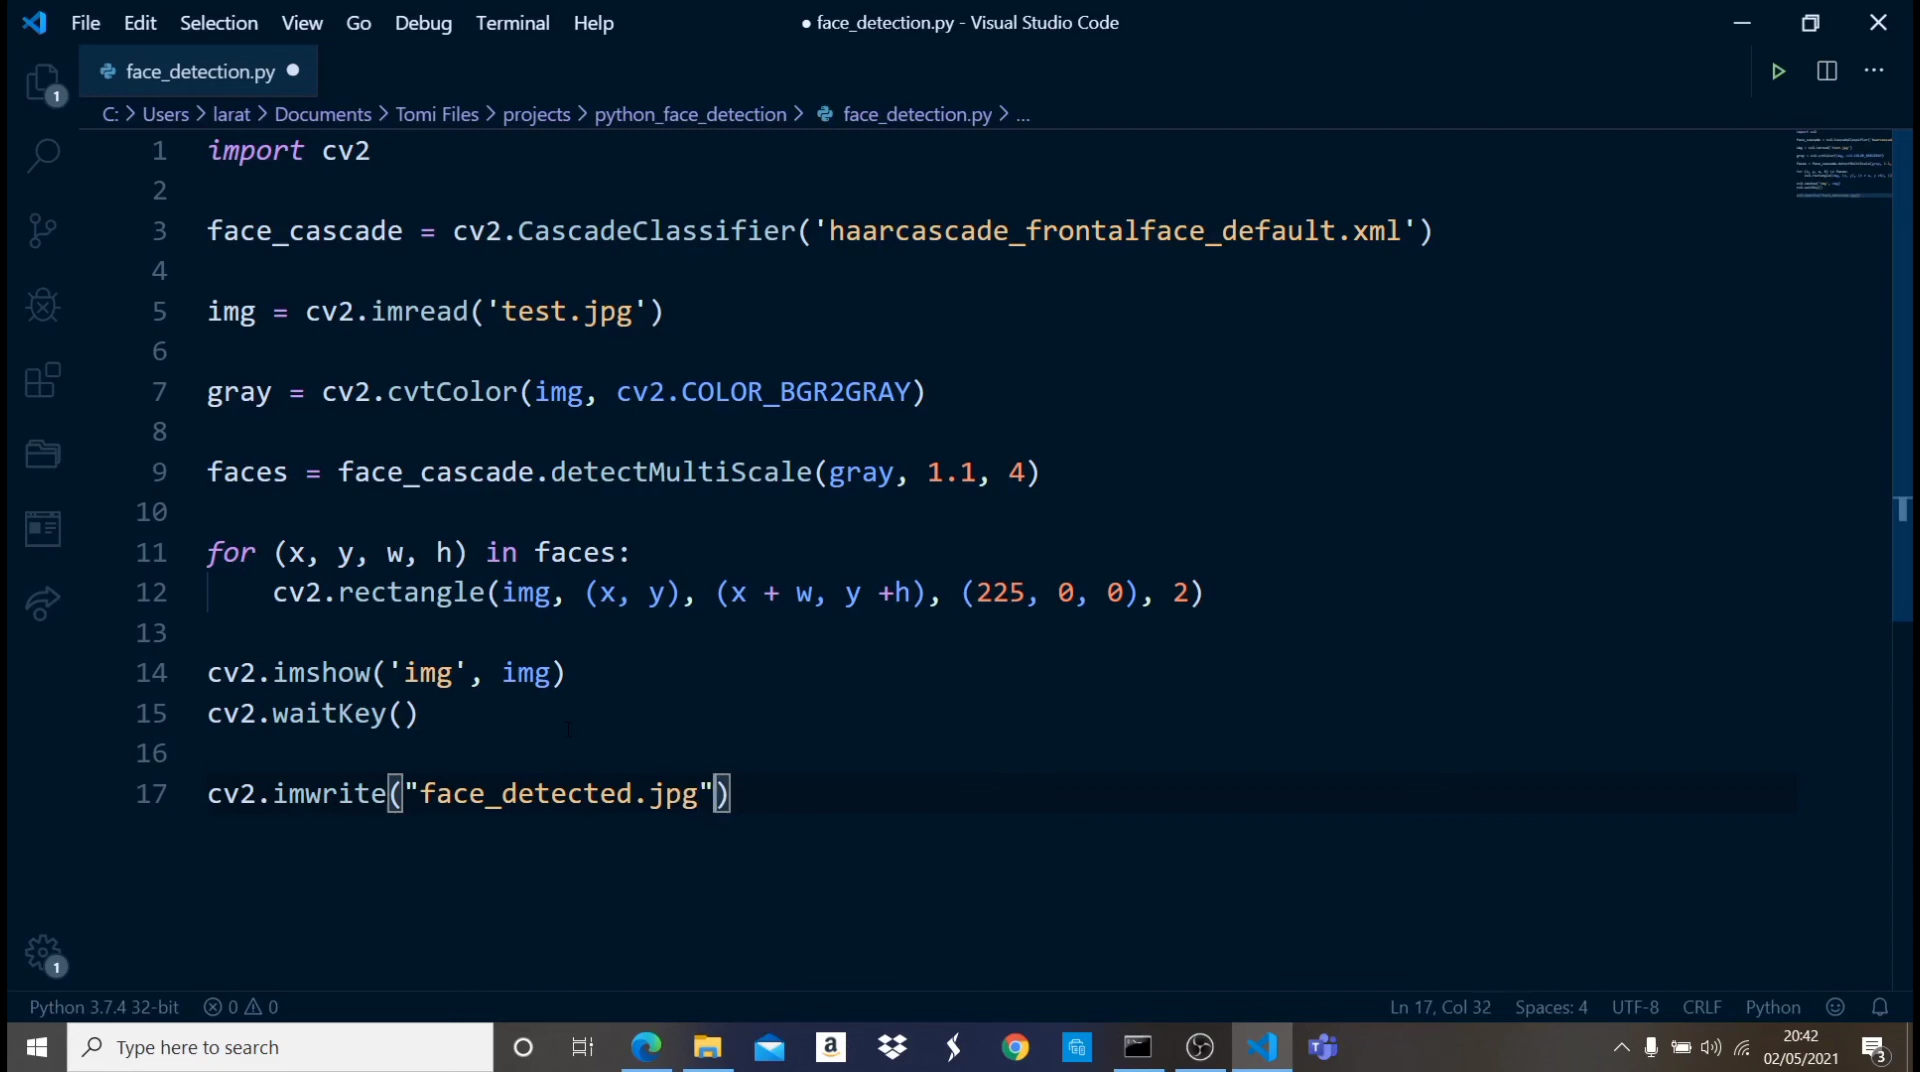 File Edit Selection View Go Debug Terminal Help ● face_detection.py - Visual Studio Code
face_detection.py ●
1
C: > Users > larat > Documents > Tomi Files > projects > python_face_detection > face_detection.py > ...
1 import cv2
2
3 face_cascade = cv2.CascadeClassifier('haarcascade_frontalface_default.xml')
4
5 img = cv2.imread('test.jpg')
6
7 gray = cv2.cvtColor(img, cv2.COLOR_BGR2GRAY)
8
9 faces = face_cascade.detectMultiScale(gray, 1.1, 4)
10
11 for (x, y, w, h) in faces:
12     cv2.rectangle(img, (x, y), (x + w, y +h), (225, 0, 0), 2)
13
14 cv2.imshow('img', img)
15 cv2.waitKey()
16
17 cv2.imwrite("face_detected.jpg")
1
Python 3.7.4 32-bit 0 0 Ln 17, Col 32 Spaces: 4 UTF-8 CRLF Python
Type here to search
20:42
02/05/2021
3